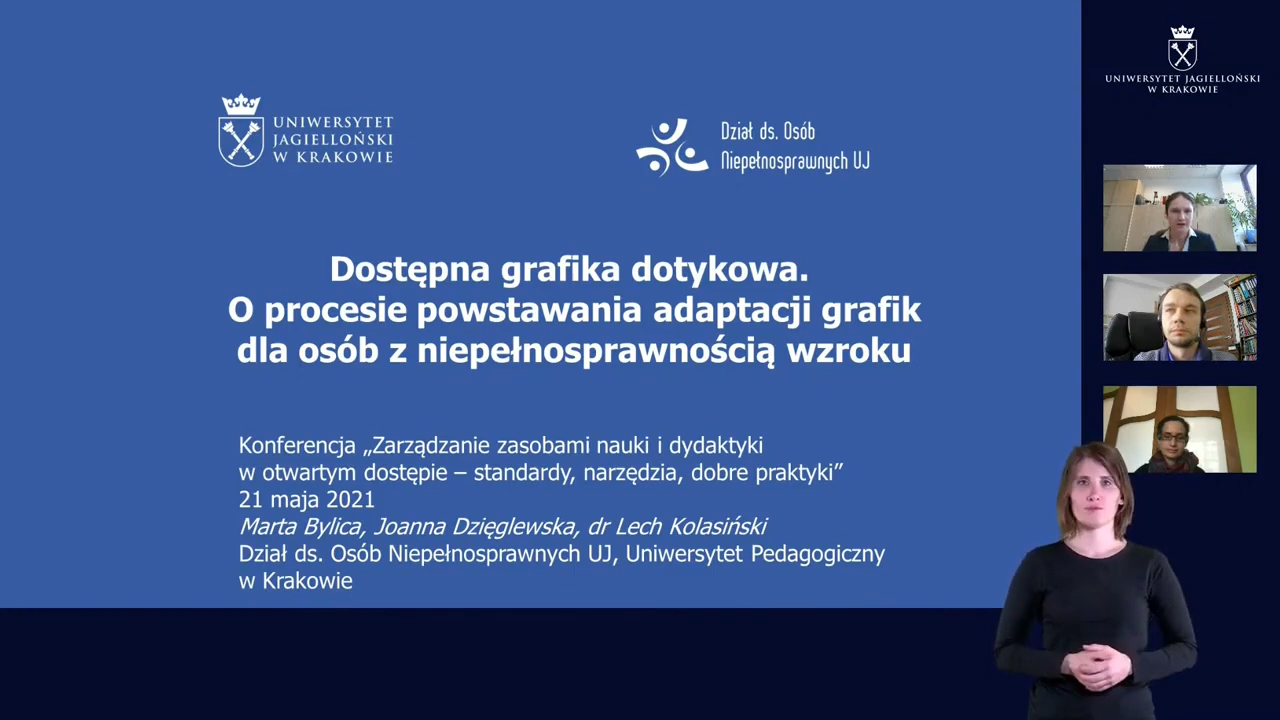 UNIWERSYTET
JAGIELLOŃSKI
W KRAKOWIE
Dział ds. Osób
Niepełnosprawnych UJ
Dostępna grafika dotykowa.
O procesie powstawania adaptacji grafik
dla osób z niepełnosprawnością wzroku
Konferencja „Zarządzanie zasobami nauki i dydaktyki
w otwartym dostępie – standardy, narzędzia, dobre praktyki”
21 maja 2021
Marta Bylica, Joanna Dzięglewska, dr Lech Kolasiński
Dział ds. Osób Niepełnosprawnych UJ, Uniwersytet Pedagogiczny
w Krakowie
UNIWERSYTET JAGIELLOŃSKI
W KRAKOWIE